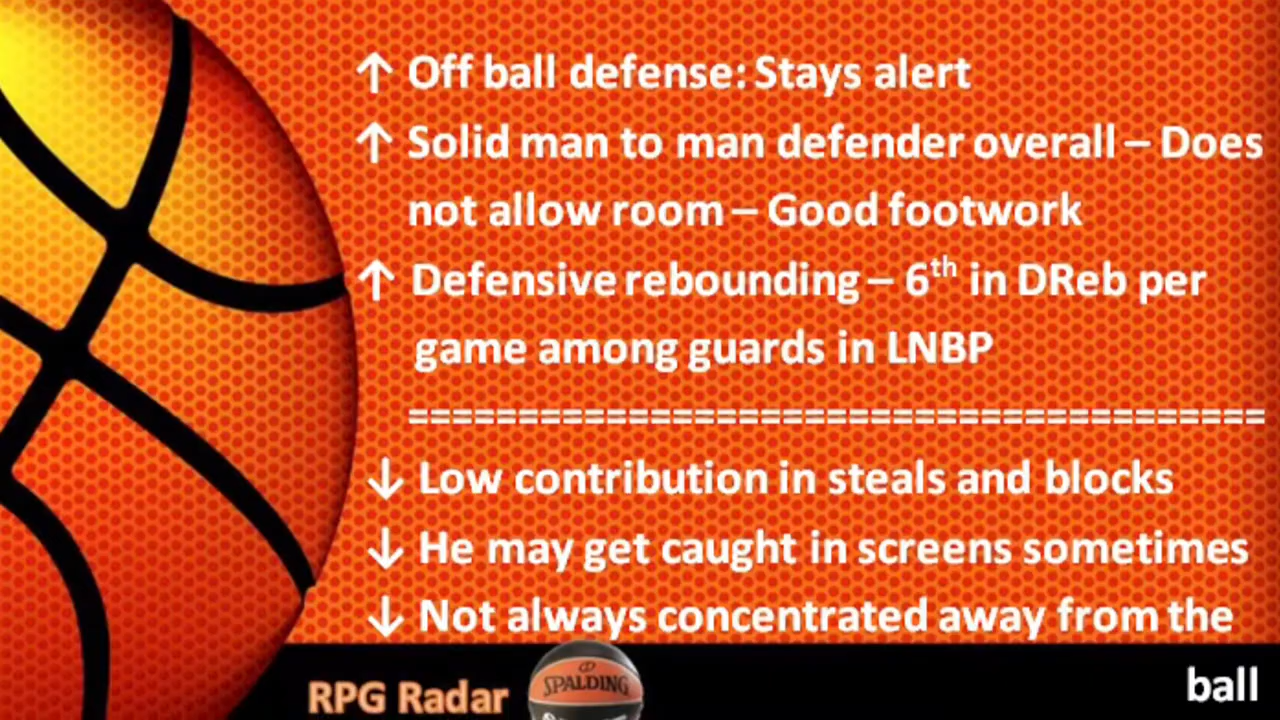 ↑ Off ball defense: Stays alert
↑ Solid man to man defender overall – Does
not allow room – Good footwork
↑ Defensive rebounding – 6th in DReb per
game among guards in LNBP
=======================================
↓ Low contribution in steals and blocks
↓ He may get caught in screens sometimes
↓ Not always concentrated away from the
ball
RPG Radar
SPALDING